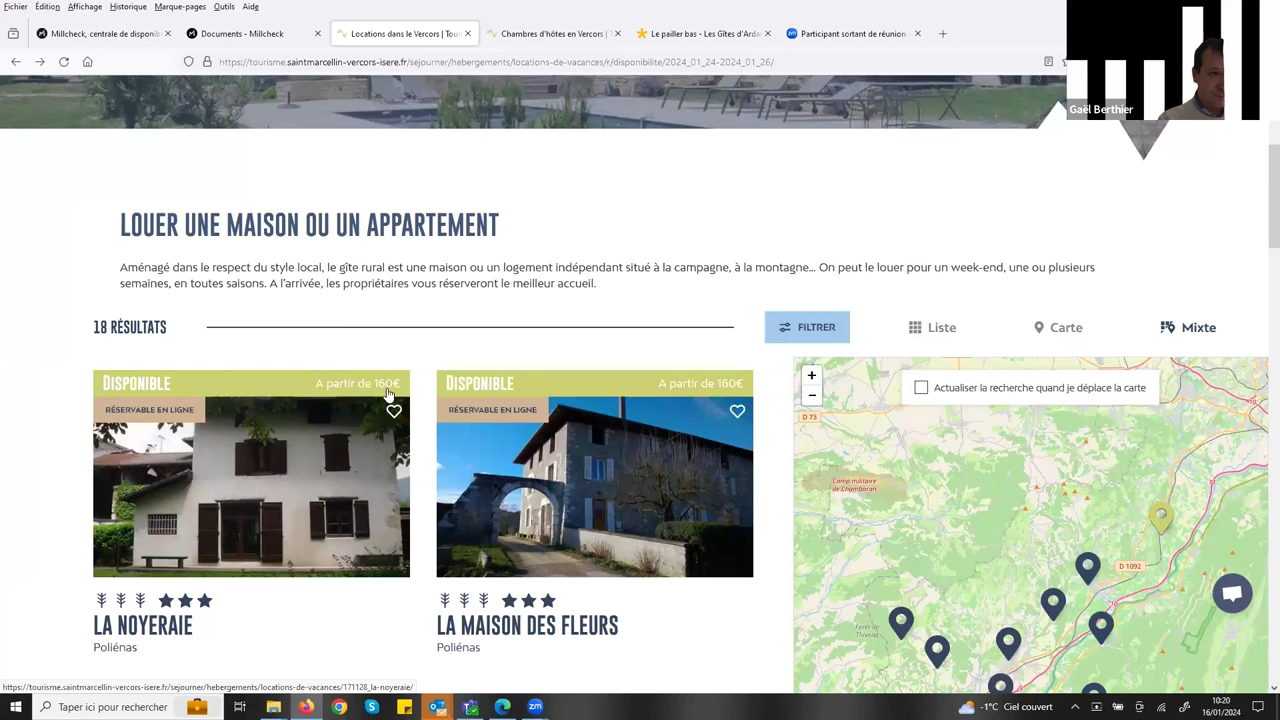 Fichier Édition Affichage Historique Marque-pages Outils Aide
Millcheck, centrale de disponib
Documents - Millcheck
Locations dans le Vercors | Tour
Chambres d'hôtes en Vercors |
Le pailler bas - Les Gîtes d'Arda
Participant sortant de réunion -
https://tourisme.saintmarcellin-vercors-isere.fr/sejourner/hebergements/locations-de-vacances/r/disponibilite/2024_01_24-2024_01_26/
Gaël Berthier
LOUER UNE MAISON OU UN APPARTEMENT
Aménagé dans le respect du style local, le gîte rural est une maison ou un logement indépendant situé à la campagne, à la montagne... On peut le louer pour un week-end, une ou plusieurs
semaines, en toutes saisons. A l'arrivée, les propriétaires vous réserveront le meilleur accueil.
18 RÉSULTATS
FILTRER
Liste
Carte
Mixte
DISPONIBLE
A partir de 160€
RÉSERVABLE EN LIGNE
DISPONIBLE
A partir de 160€
RÉSERVABLE EN LIGNE
+
−
Actualiser la recherche quand je déplace la carte
D 73
Camp militaire
de Chambaran
D 1092
Forêt de
Thivolet
LA NOYERAIE
Poliénas
LA MAISON DES FLEURS
Poliénas
https://tourisme.saintmarcellin-vercors-isere.fr/sejourner/hebergements/locations-de-vacances/171128_la-noyeraie/
Taper ici pour rechercher
-1°C Ciel couvert
10:20
16/01/2024